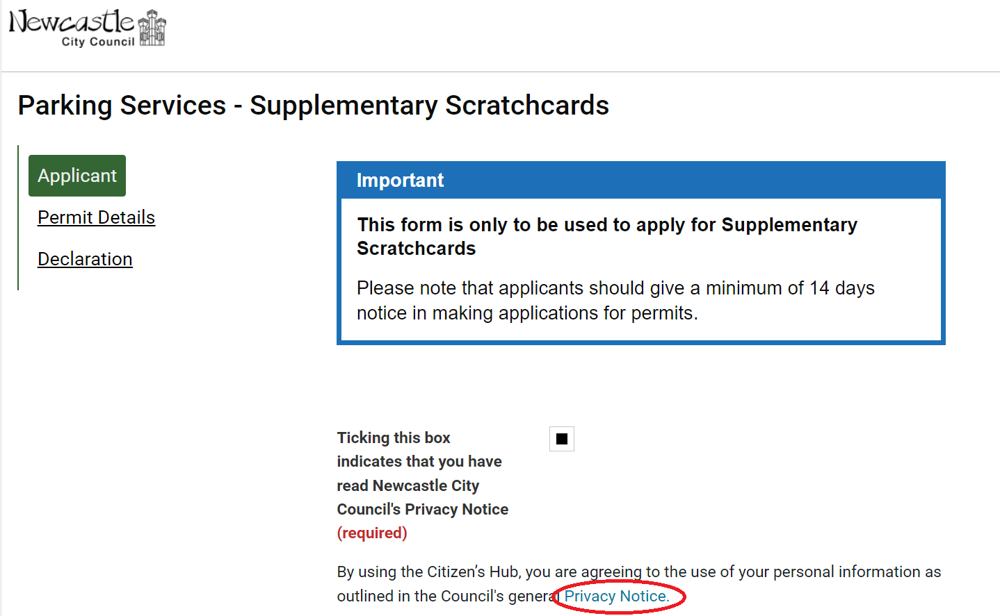 Newcastle
City Council
Parking Services - Supplementary Scratchcards
Applicant
Permit Details
Declaration
Important
This form is only to be used to apply for Supplementary
Scratchcards
Please note that applicants should give a minimum of 14 days
notice in making applications for permits.
Ticking this box
indicates that you have
read Newcastle City
Council's Privacy Notice
(required)
By using the Citizen’s Hub, you are agreeing to the use of your personal information as
outlined in the Council's general Privacy Notice.